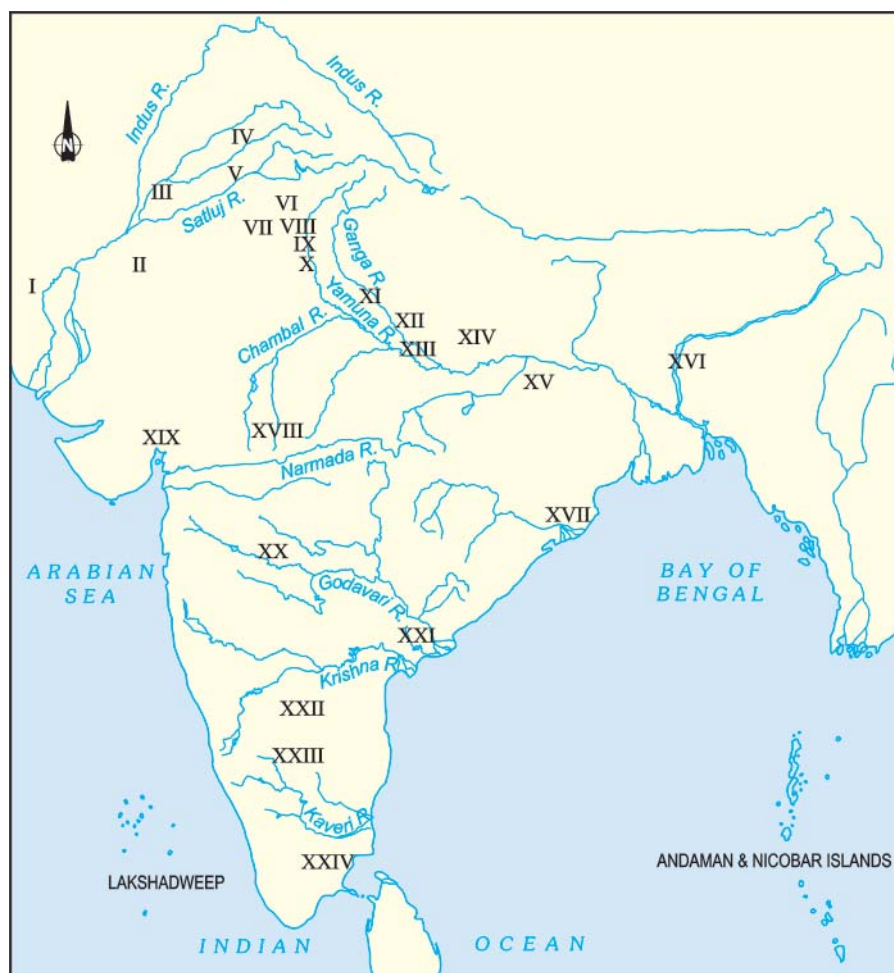 Indus R.
Indus R.
N
IV
V
III
Satluj R.
VI
VII
VIII
IX
X
II
I
Ganga R.
XI
Yamuna R.
XII
XIII
XIV
Chambal R.
XV
XVI
XVIII
XIX
Narmada R.
XVII
XX
ARABIAN
SEA
BAY OF
BENGAL
Godavari R.
XXI
Krishna R.
XXII
XXIII
Kaveri R.
XXIV
LAKSHADWEEP
ANDAMAN & NICOBAR ISLANDS
INDIAN OCEAN